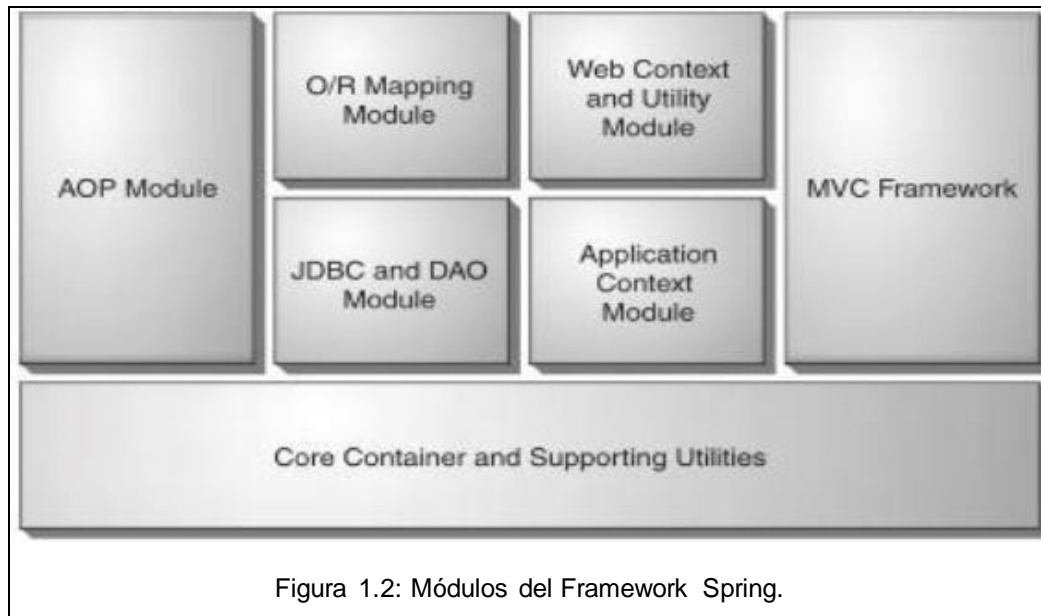 AOP Module
O/R Mapping
Module
JDBC and DAO
Module
Web Context
and Utility
Module
Application
Context
Module
MVC Framework
Core Container and Supporting Utilities
Figura 1.2: Módulos del Framework Spring.